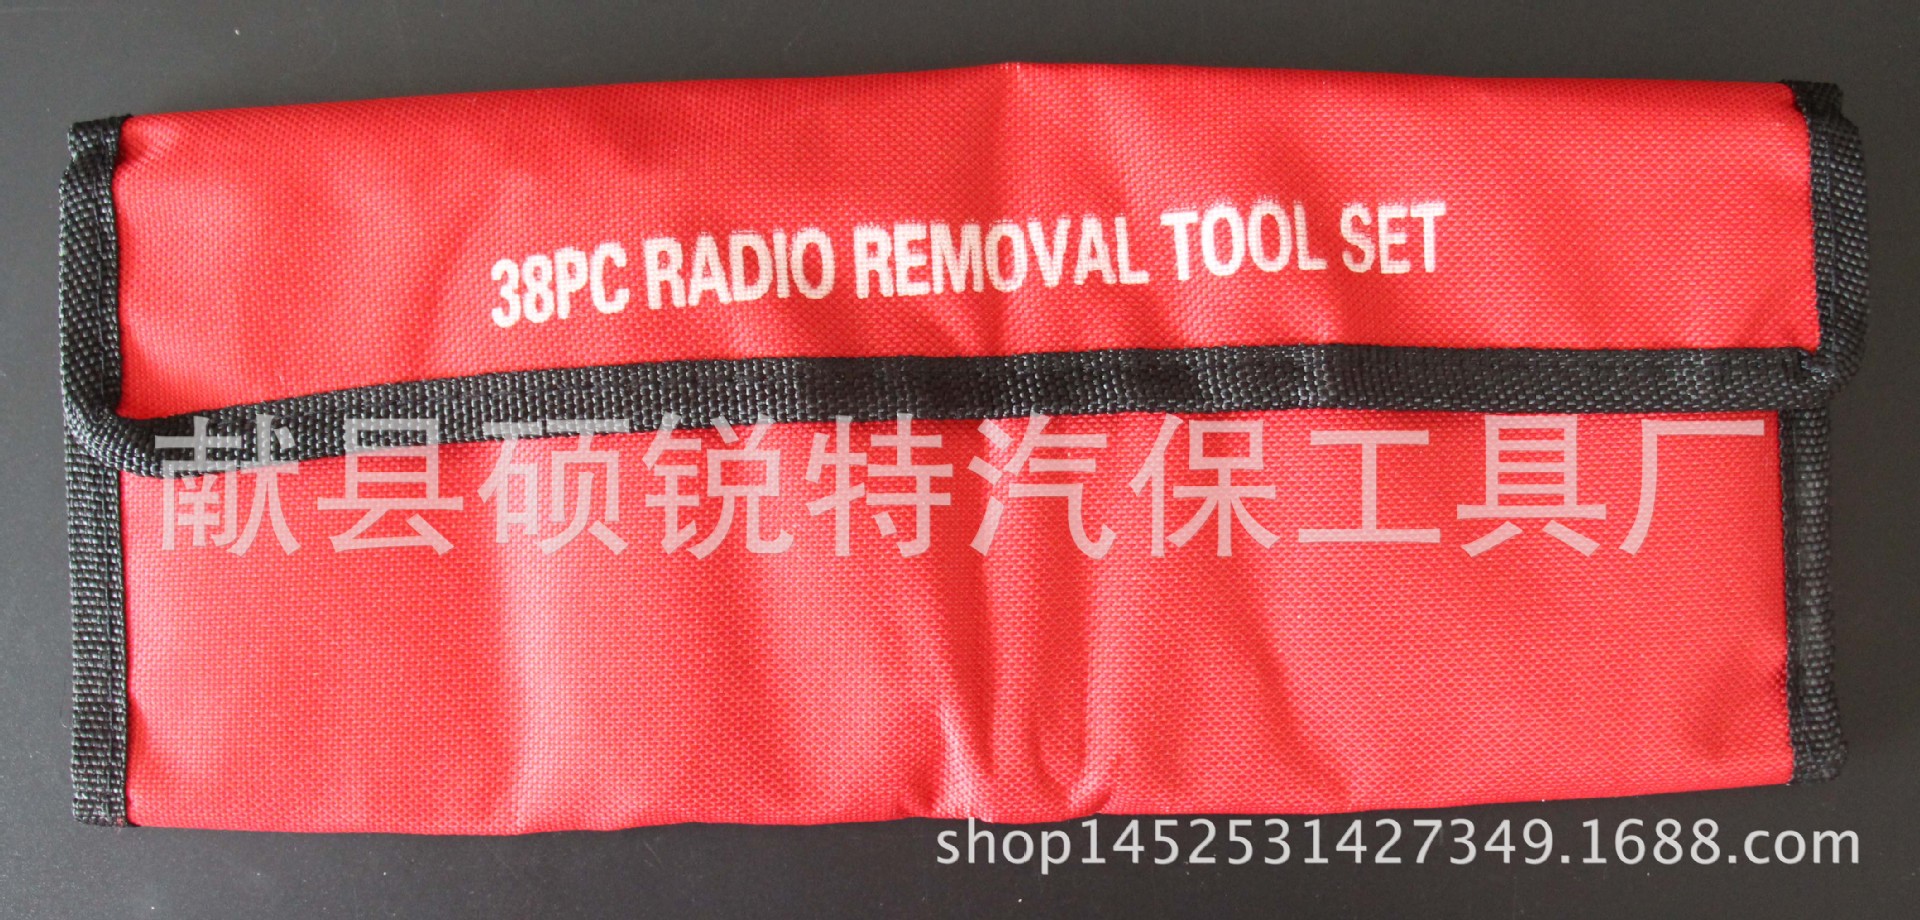 38PC RADIO REMOVAL TOOL SET
献县硕锐特汽保工具厂
shop1452531427349.1688.com